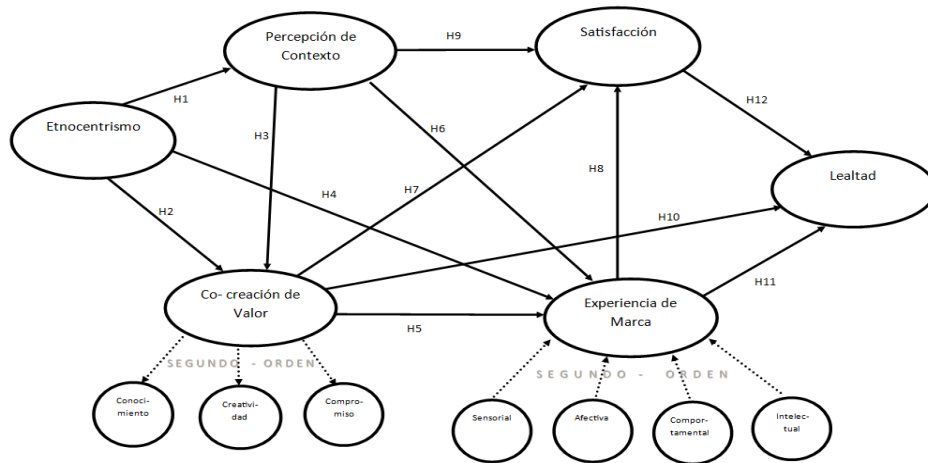 Percepción de
Contexto
H9
Satisfacción
H1
H12
Etnocentrismo
H3
H6
H8
Lealtad
H7
H4
H2
H10
Co- creación de
Valor
H5
Experiencia de
Marca
H11
SEGUNDO - ORDEN
SEGUNDO - ORDEN
Conoci-
miento
Creativi-
dad
Compro-
miso
Sensorial
Afectiva
Compor-
tamental
Intelec-
tual